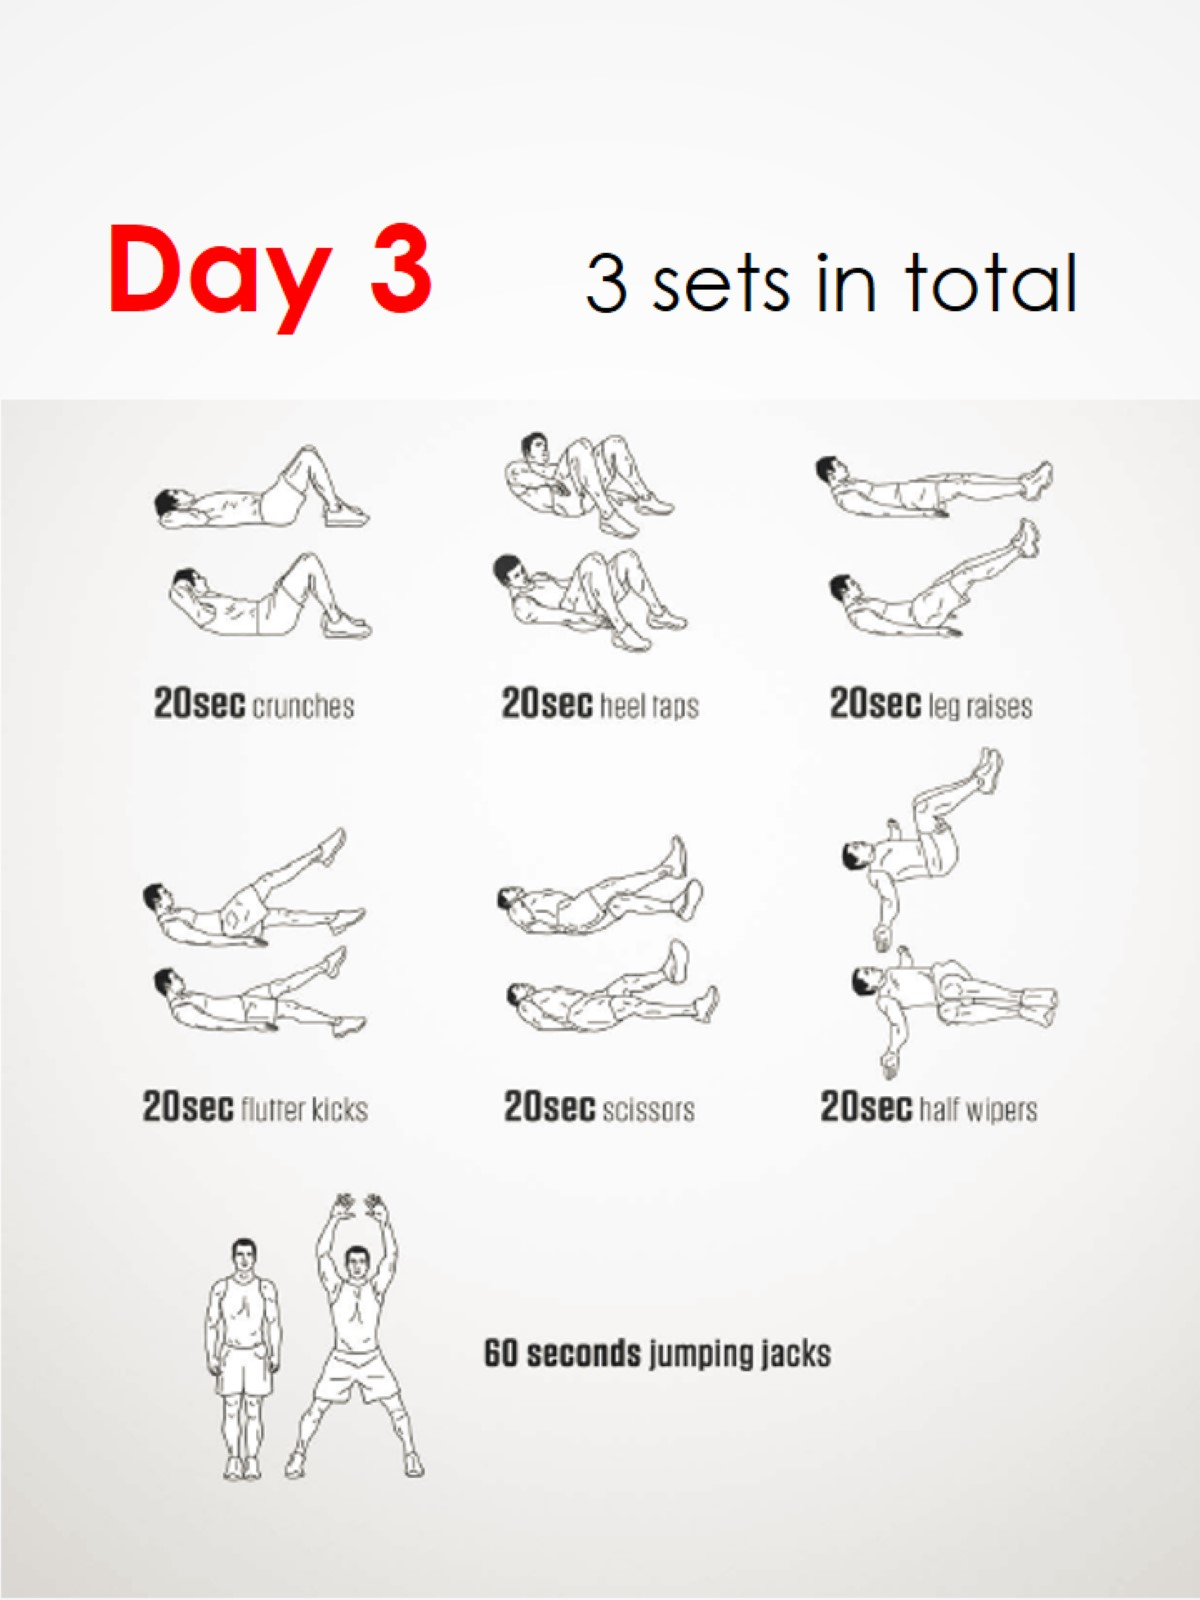 Day 3
3 sets in total
20sec crunches
20sec heel taps
20sec leg raises
20sec flutter kicks
20sec scissors
20sec half wipers
60 seconds jumping jacks